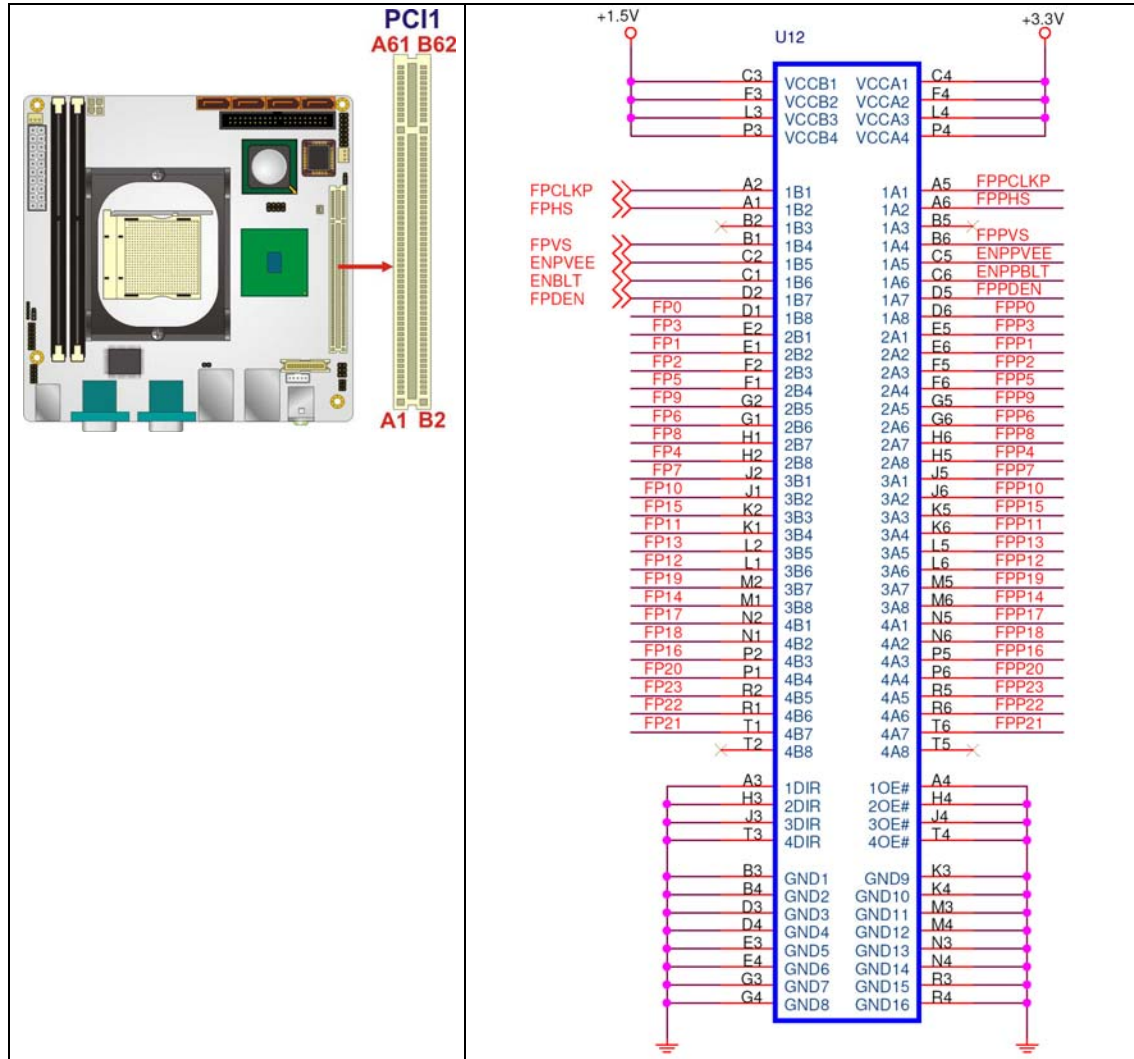 PCI1
A61 B62
A1 B2
+1.5V +3.3V
U12
C3 VCCB1 VCCA1 C4
F3 VCCB2 VCCA2 F4
L3 VCCB3 VCCA3 L4
P3 VCCB4 VCCA4 P4
FPCLKP A2 1B1 1A1 A5 FPPCLKP
FPHS A1 1B2 1A2 A6 FPPHS
B2 1B3 1A3 B5
FPVS B1 1B4 1A4 B6 FPPVS
ENPVEE C2 1B5 1A5 C5 ENPPVEE
ENBLT C1 1B6 1A6 C6 ENPPBLT
FPDEN D2 1B7 1A7 D5 FPPDEN
FP0 D1 1B8 1A8 D6 FPP0
FP3 E2 2B1 2A1 E5 FPP3
FP1 E1 2B2 2A2 E6 FPP1
FP2 F2 2B3 2A3 F5 FPP2
FP5 F1 2B4 2A4 F6 FPP5
FP9 G2 2B5 2A5 G5 FPP9
FP6 G1 2B6 2A6 G6 FPP6
FP8 H1 2B7 2A7 H6 FPP8
FP4 H2 2B8 2A8 H5 FPP4
FP7 J2 3B1 3A1 J5 FPP7
FP10 J1 3B2 3A2 J6 FPP10
FP15 K2 3B3 3A3 K5 FPP15
FP11 K1 3B4 3A4 K6 FPP11
FP13 L2 3B5 3A5 L5 FPP13
FP12 L1 3B6 3A6 L6 FPP12
FP19 M2 3B7 3A7 M5 FPP19
FP14 M1 3B8 3A8 M6 FPP14
FP17 N2 4B1 4A1 N5 FPP17
FP18 N1 4B2 4A2 N6 FPP18
FP16 P2 4B3 4A3 P5 FPP16
FP20 P1 4B4 4A4 P6 FPP20
FP23 R2 4B5 4A5 R5 FPP23
FP22 R1 4B6 4A6 R6 FPP22
FP21 T1 4B7 4A7 T6 FPP21
T2 4B8 4A8 T5
A3 1DIR 1OE# A4
H3 2DIR 2OE# H4
J3 3DIR 3OE# J4
T3 4DIR 4OE# T4
B3 GND1 GND9 K3
B4 GND2 GND10 K4
D3 GND3 GND11 M3
D4 GND4 GND12 M4
E3 GND5 GND13 N3
E4 GND6 GND14 N4
G3 GND7 GND15 R3
G4 GND8 GND16 R4